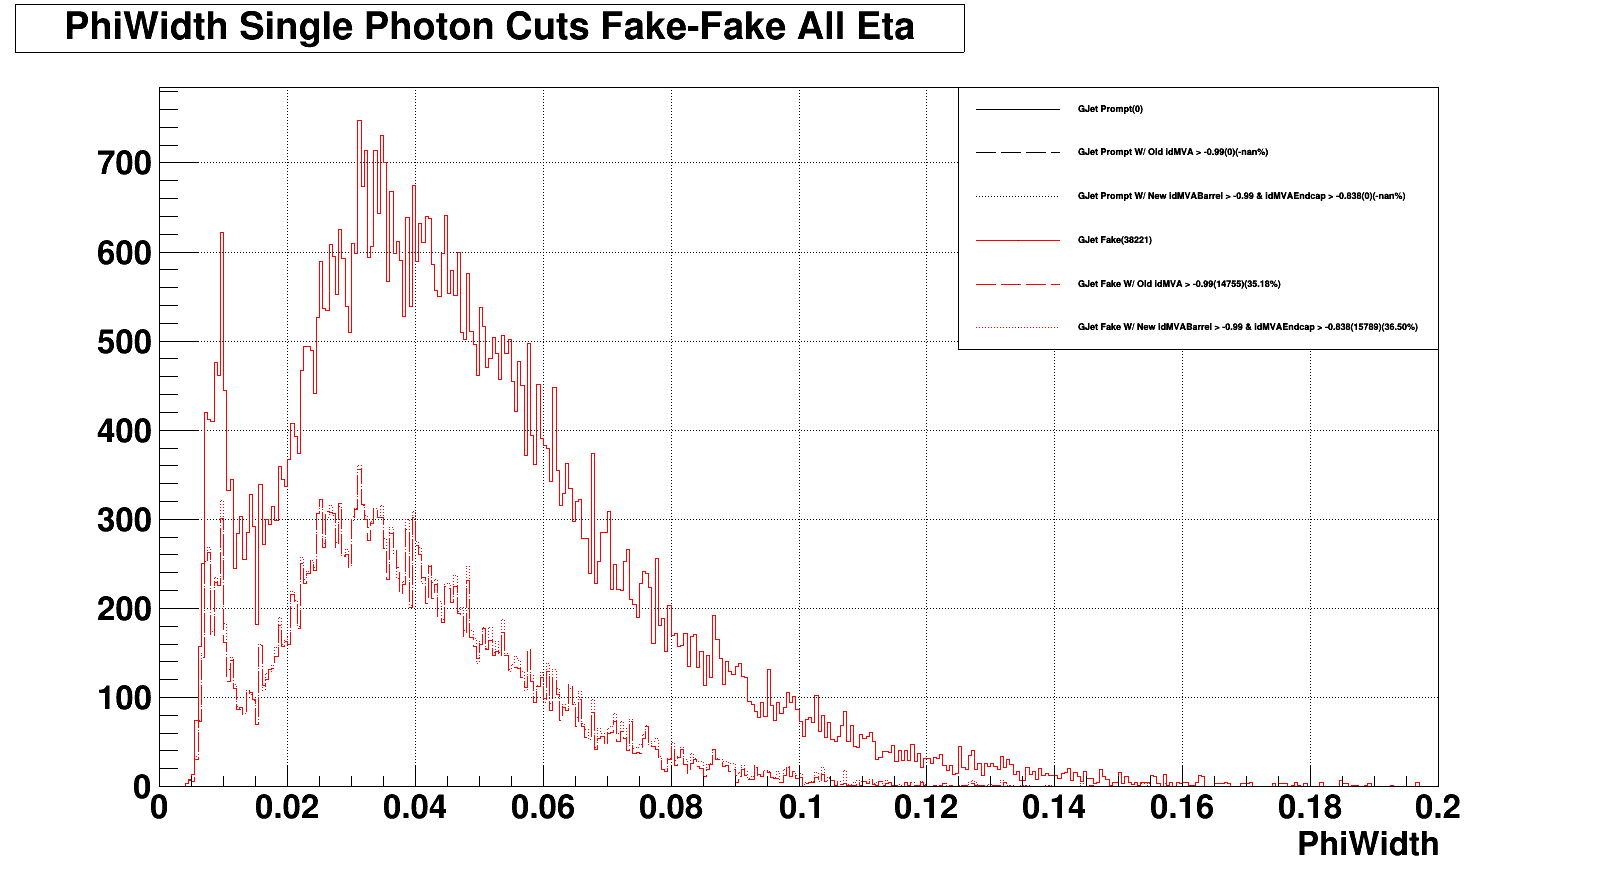 PhiWidth Single Photon Cuts Fake-Fake All Eta
GJet Prompt(0)
GJet Prompt W/ Old idMVA > -0.99(0)(-nan%)
GJet Prompt W/ New idMVABarrel > -0.99 & idMVAEndcap > -0.838(0)(-nan%)
GJet Fake(38221)
GJet Fake W/ Old idMVA > -0.99(14755)(35.18%)
GJet Fake W/ New idMVABarrel > -0.99 & idMVAEndcap > -0.838(15789)(36.50%)
700
600
500
400
300
200
100
0
0 0.02 0.04 0.06 0.08 0.1 0.12 0.14 0.16 0.18 0.2
PhiWidth